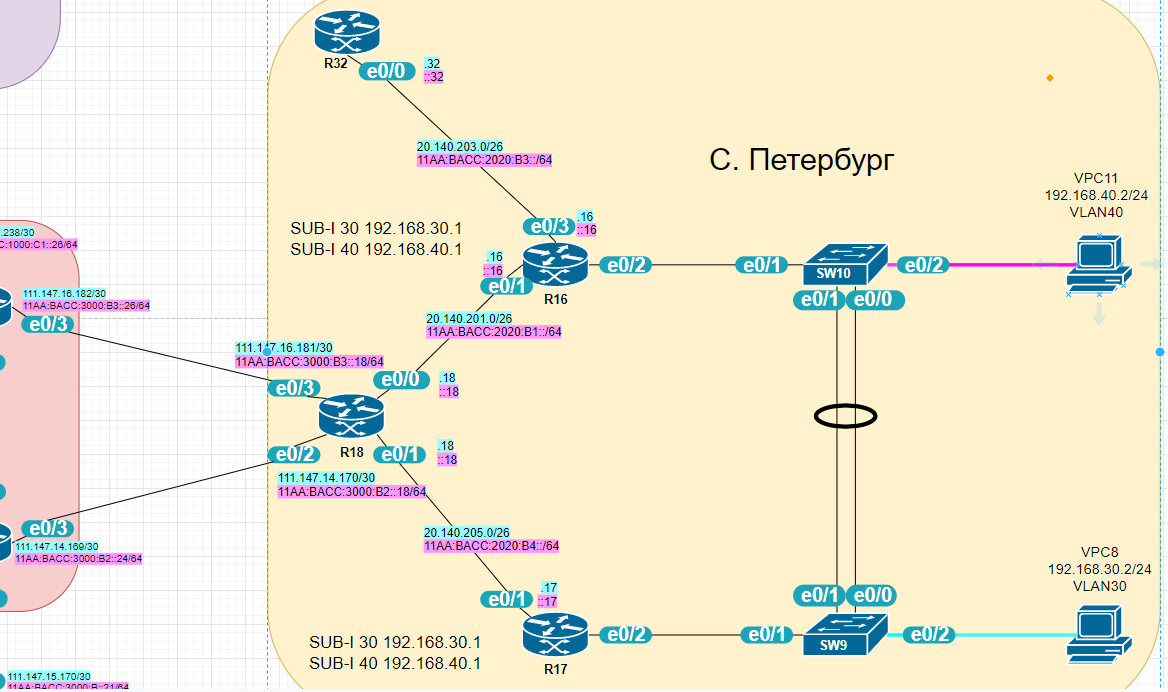 R32
e0/0
.32
::32
20.140.203.0/26
11AA:BACC:2020:B3::/64
С. Петербург
VPC11
192.168.40.2/24
VLAN40
SUB-I 30 192.168.30.1
SUB-I 40 192.168.40.1
e0/3
.16
::16
.16
::16
e0/1
R16
e0/2
e0/1
SW10
e0/2
e0/1
e0/0
.238/30
C:1000:C1::26/64
111.147.16.182/30
11AA:BACC:3000:B3::26/64
e0/3
20.140.201.0/26
11AA:BACC:2020:B1::/64
111.147.16.181/30
11AA:BACC:3000:B3::18/64
e0/3
e0/0
.18
::18
R18
e0/2
e0/1
.18
::18
111.147.14.170/30
11AA:BACC:3000:B2::18/64
e0/3
111.147.14.169/30
11AA:BACC:3000:B2::24/64
20.140.205.0/26
11AA:BACC:2020:B4::/64
e0/1
.17
::17
SUB-I 30 192.168.30.1
SUB-I 40 192.168.40.1
R17
e0/2
e0/1
SW9
e0/1
e0/0
e0/2
VPC8
192.168.30.2/24
VLAN30
111.147.15.170/30
11AA:BACC:3000:B::21/64